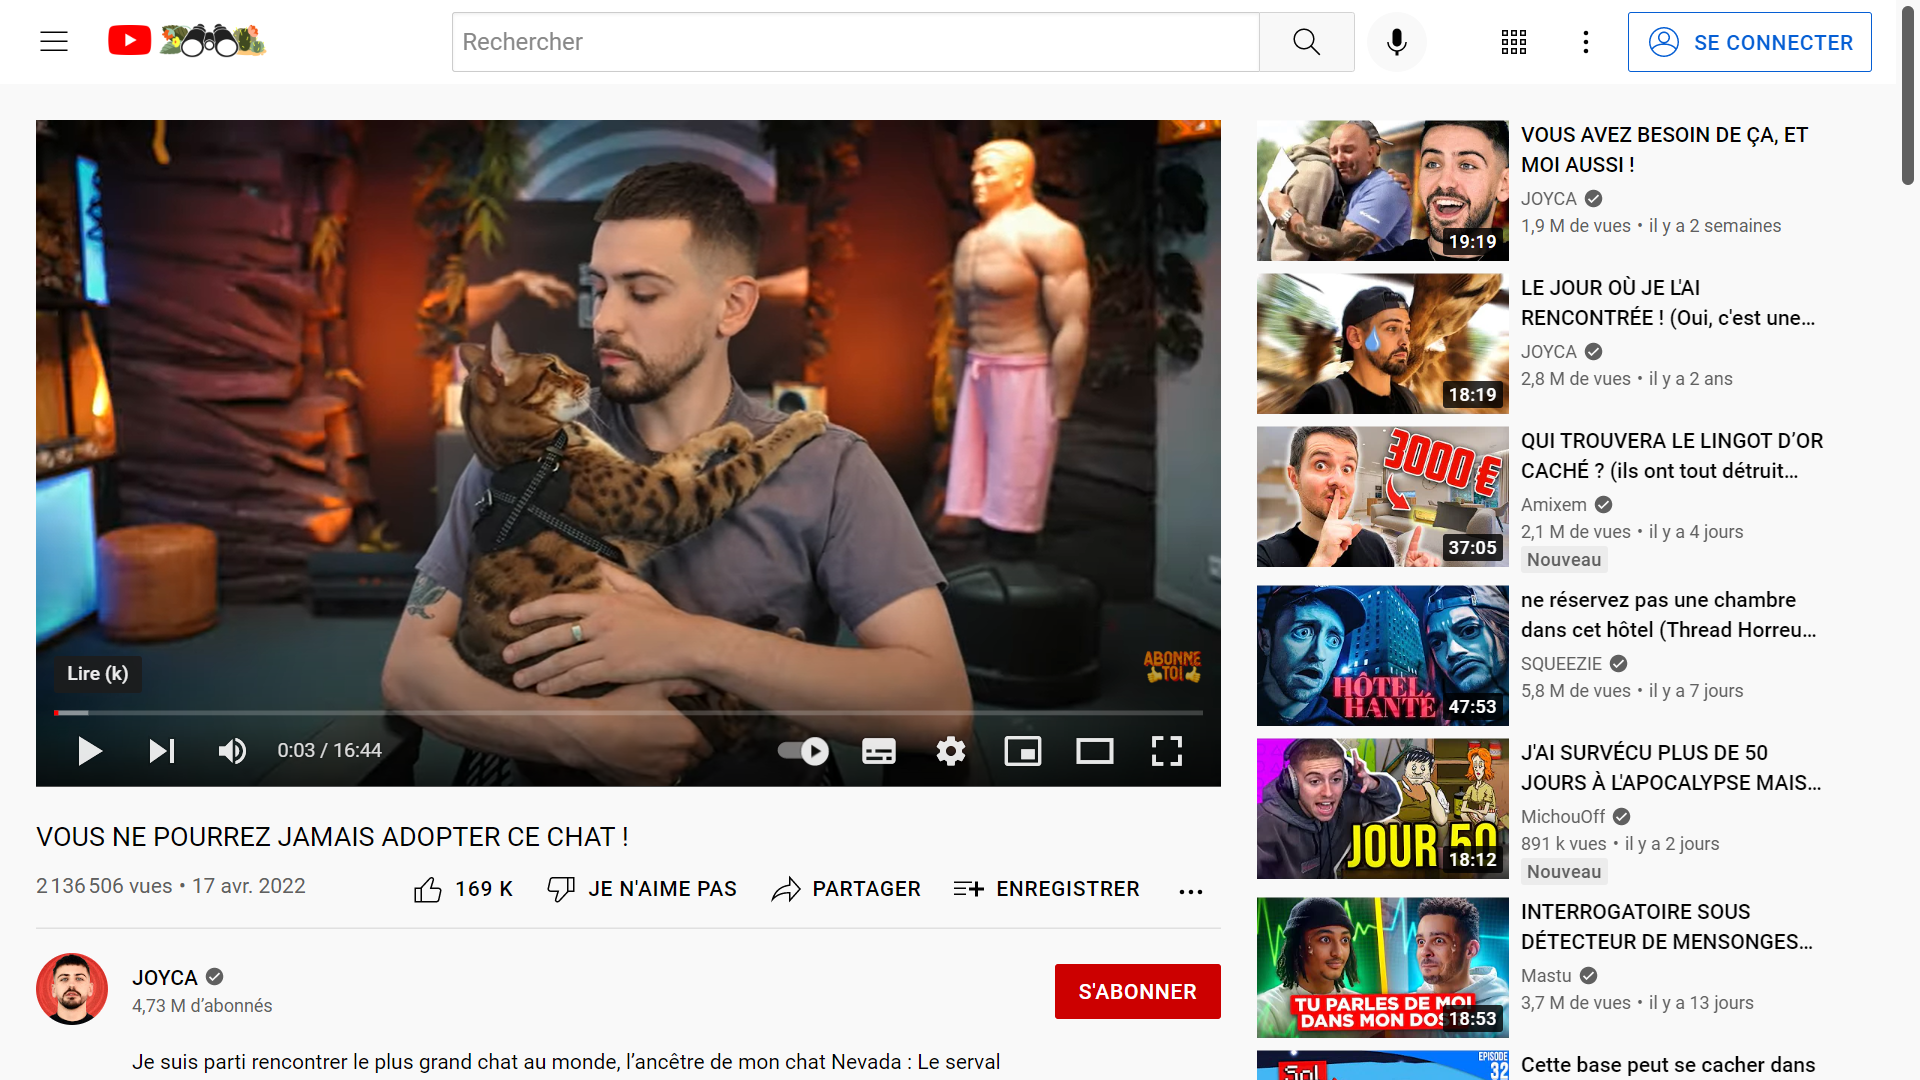 Rechercher
SE CONNECTER
ABONNE
TOI
Lire (k)
0:03 / 16:44
VOUS NE POURREZ JAMAIS ADOPTER CE CHAT !
2 136 506 vues • 17 avr. 2022
169 K
JE N'AIME PAS
PARTAGER
ENREGISTRER
JOYCA
4,73 M d’abonnés
S'ABONNER
Je suis parti rencontrer le plus grand chat au monde, l’ancêtre de mon chat Nevada : Le serval
19:19
VOUS AVEZ BESOIN DE ÇA, ET
MOI AUSSI !
JOYCA
1,9 M de vues • il y a 2 semaines
18:19
LE JOUR OÙ JE L'AI
RENCONTRÉE ! (Oui, c'est une...
JOYCA
2,8 M de vues • il y a 2 ans
3000 €
37:05
QUI TROUVERA LE LINGOT D’OR
CACHÉ ? (ils ont tout détruit...
Amixem
2,1 M de vues • il y a 4 jours
Nouveau
HÔTEL
HANTÉ
47:53
ne réservez pas une chambre
dans cet hôtel (Thread Horreu...
SQUEEZIE
5,8 M de vues • il y a 7 jours
JOUR 50
18:12
J'AI SURVÉCU PLUS DE 50
JOURS À L'APOCALYPSE MAIS...
MichouOff
891 k vues • il y a 2 jours
Nouveau
TU PARLES DE MOI
DANS MON DOS
18:53
INTERROGATOIRE SOUS
DÉTECTEUR DE MENSONGES...
Mastu
3,7 M de vues • il y a 13 jours
EPISODE
32
Cette base peut se cacher dans